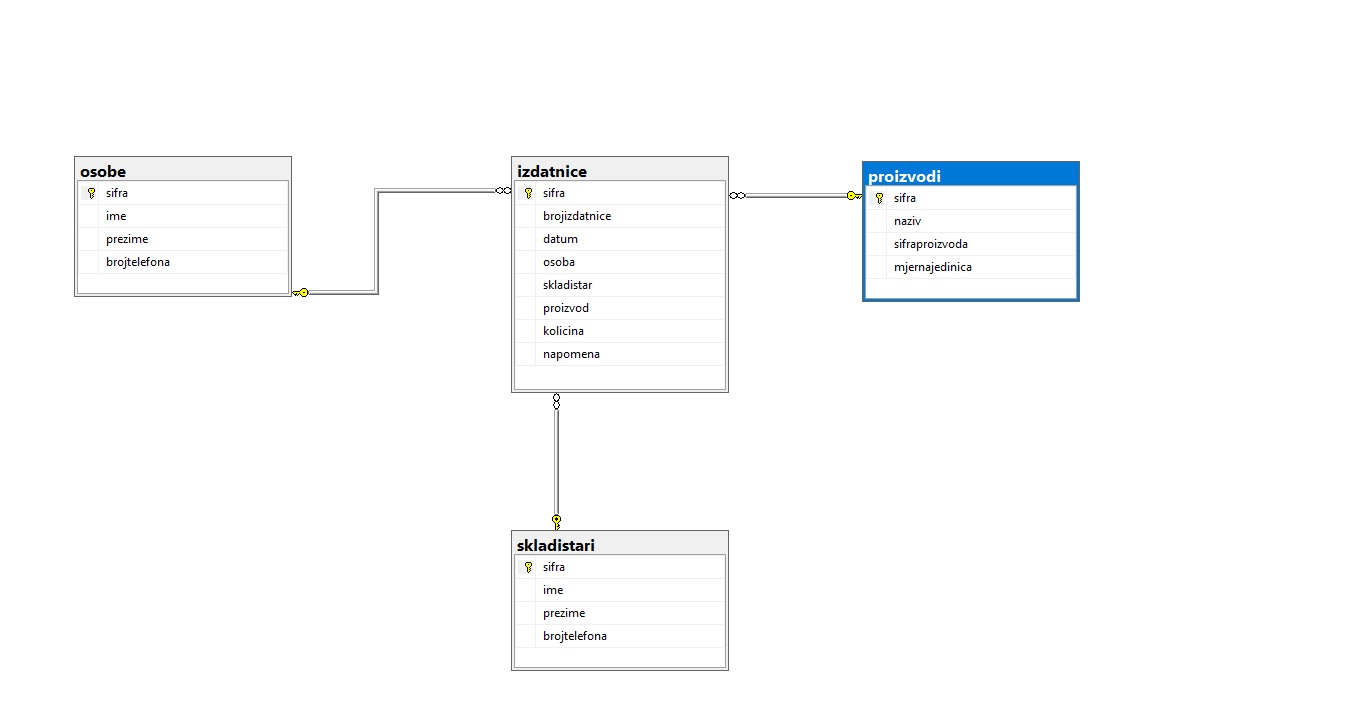 osobe
sifra
ime
prezime
brojtelefona
izdatnice
sifra
brojizdatnice
datum
osoba
skladistar
proizvod
kolicina
napomena
proizvodi
sifra
naziv
sifraproizvoda
mjernajedinica
skladistari
sifra
ime
prezime
brojtelefona